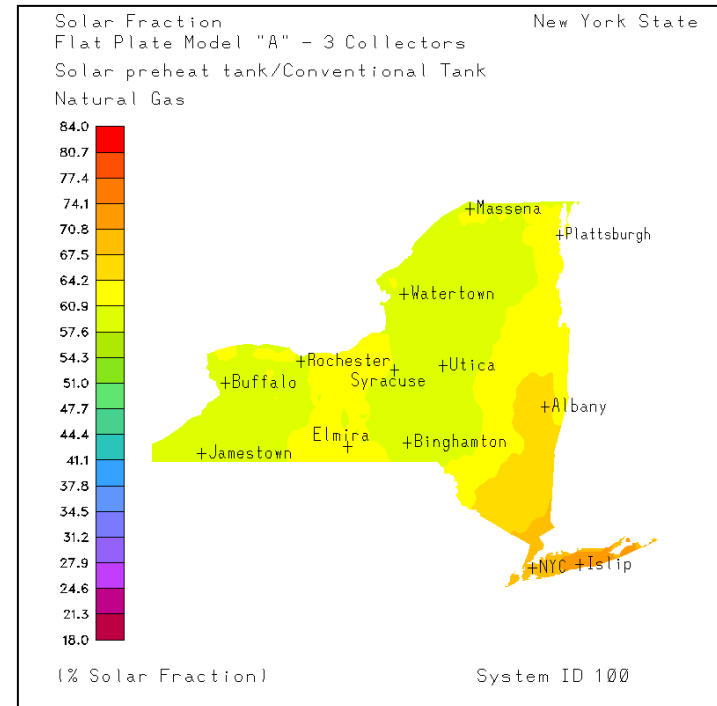 Solar Fraction New York State
Flat Plate Model "A" - 3 Collectors
Solar preheat tank/Conventional Tank
Natural Gas
84.0
80.7
77.4
74.1
70.8
67.5
64.2
60.9
57.6
54.3
51.0
47.7
44.4
41.1
37.8
34.5
31.2
27.9
24.6
21.3
18.0
+Massena
+Plattsburgh
+Watertown
+Rochester
+Utica
Syracuse
+Buffalo
+Albany
Elmira
+Binghamton
+Jamestown
+NYC
+Islip
(% Solar Fraction) System ID 100